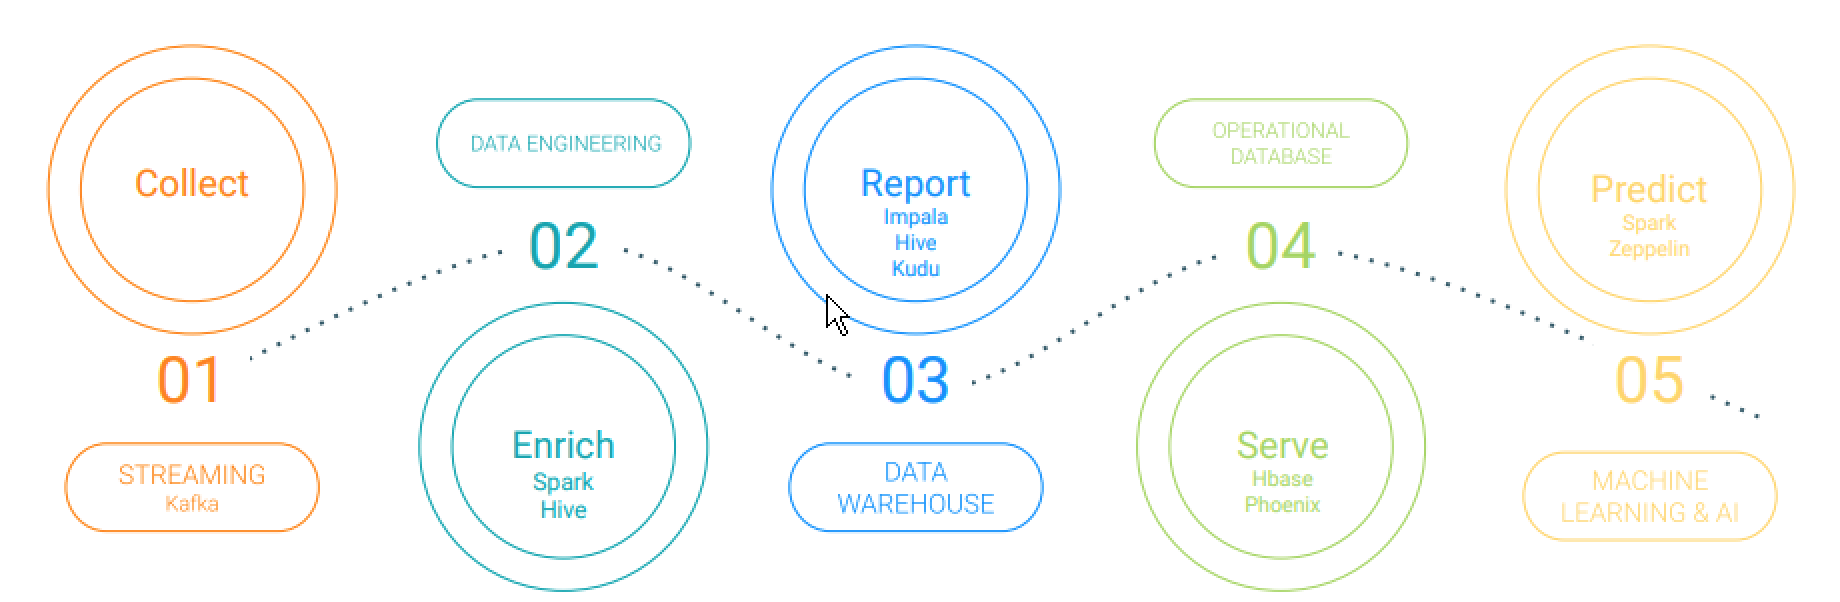 Collect
01
STREAMING
Kafka
DATA ENGINEERING
02
Enrich
Spark
Hive
Report
Impala
Hive
Kudu
03
DATA
WAREHOUSE
OPERATIONAL
DATABASE
04
Serve
Hbase
Phoenix
Predict
Spark
Zeppelin
05
MACHINE
LEARNING & AI